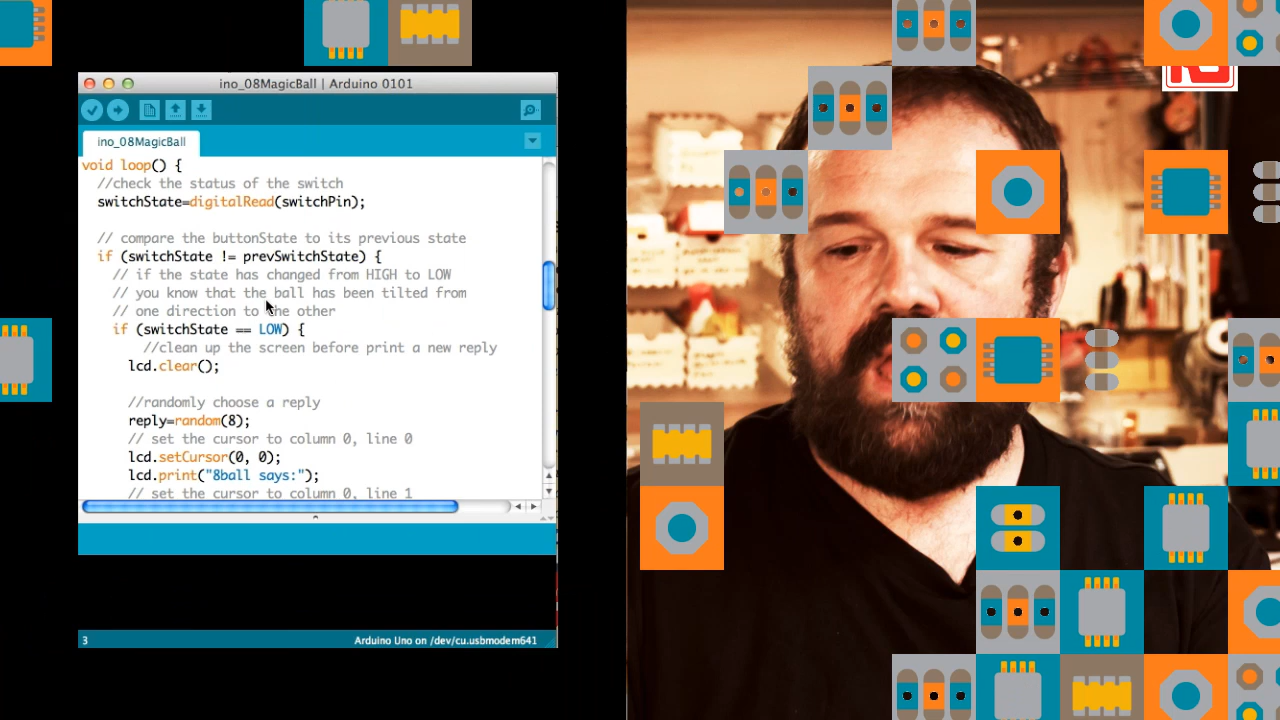 ino_08MagicBall | Arduino 0101
ino_08MagicBall
void loop() {
//check the status of the switch
switchState=digitalRead(switchPin);
// compare the buttonState to its previous state
if (switchState != prevSwitchState) {
// if the state has changed from HIGH to LOW
// you know that the ball has been tilted from
// one direction to the other
if (switchState == LOW) {
//clean up the screen before print a new reply
lcd.clear();
//randomly choose a reply
reply=random(8);
// set the cursor to column 0, line 0
lcd.setCursor(0, 0);
lcd.print("8ball says:");
// set the cursor to column 0, line 1
3
Arduino Uno on /dev/cu.usbmodem641